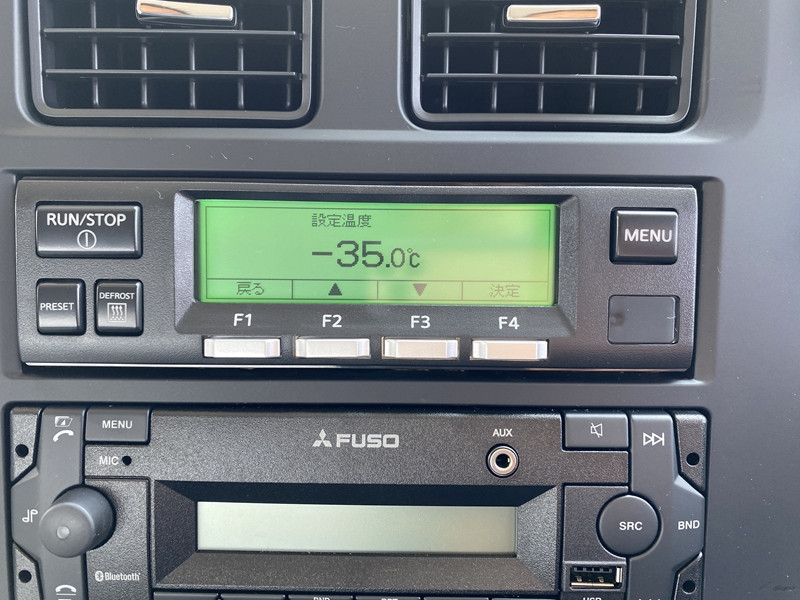 RUN/STOP
設定温度
-35.0℃
MENU
戻る ▲ ▼ 決定
PRESET
DEFROST
F1 F2 F3 F4
MENU
FUSO
AUX
MIC
SRC
BND
Bluetooth
USB